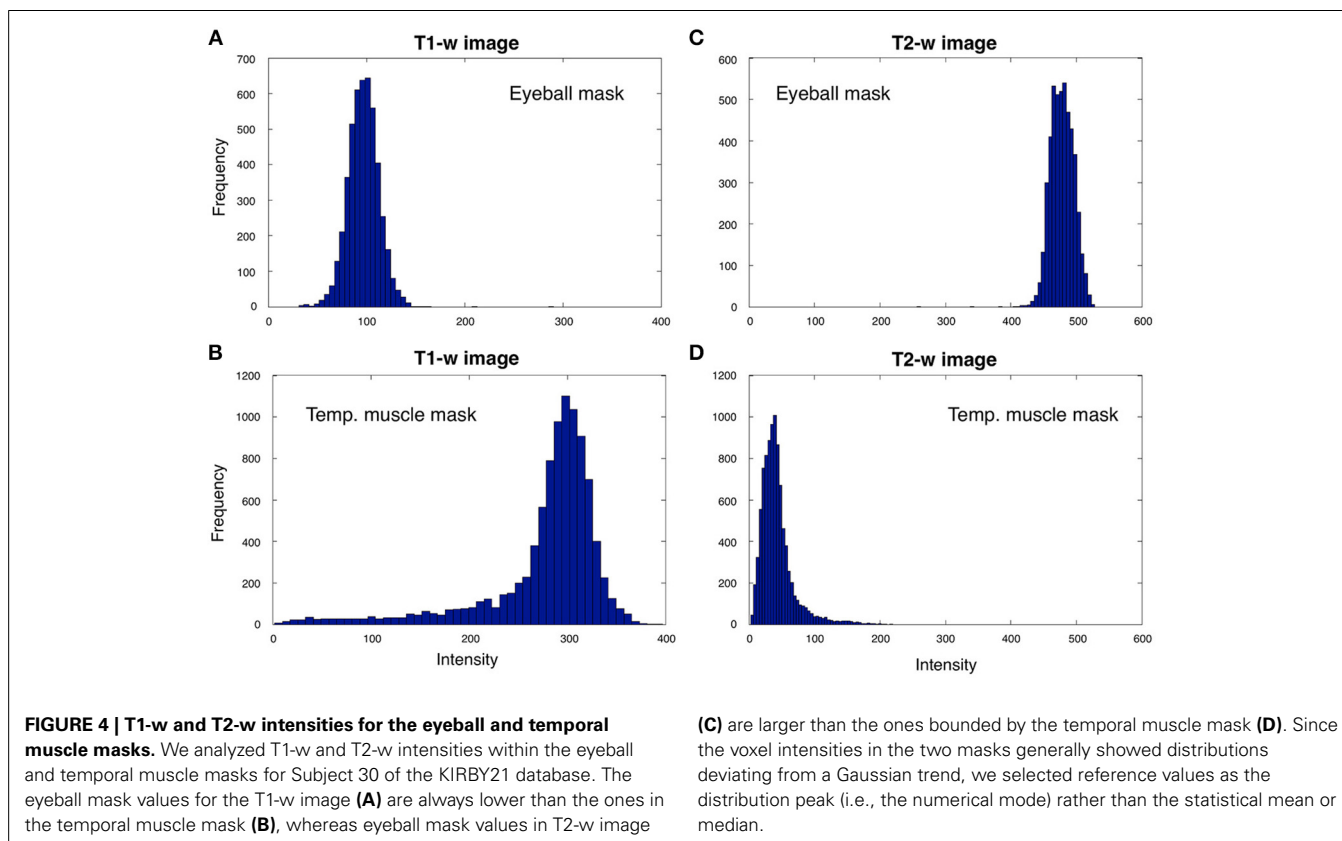 A
T1-w image
700
600
500
400
300
200
100
0
Frequency
Eyeball mask
0 100 200 300 400
C
T2-w image
600
500
400
300
200
100
0
Eyeball mask
0 100 200 300 400 500 600
B
T1-w image
1200
1000
800
600
400
200
0
Frequency
Temp. muscle mask
0 100 200 300 400
Intensity
D
T2-w image
1200
1000
800
600
400
200
0
Temp. muscle mask
0 100 200 300 400 500 600
Intensity
FIGURE 4 | T1-w and T2-w intensities for the eyeball and temporal
muscle masks. We analyzed T1-w and T2-w intensities within the eyeball
and temporal muscle masks for Subject 30 of the KIRBY21 database. The
eyeball mask values for the T1-w image (A) are always lower than the ones in
the temporal muscle mask (B), whereas eyeball mask values in T2-w image
(C) are larger than the ones bounded by the temporal muscle mask (D). Since
the voxel intensities in the two masks generally showed distributions
deviating from a Gaussian trend, we selected reference values as the
distribution peak (i.e., the numerical mode) rather than the statistical mean or
median.